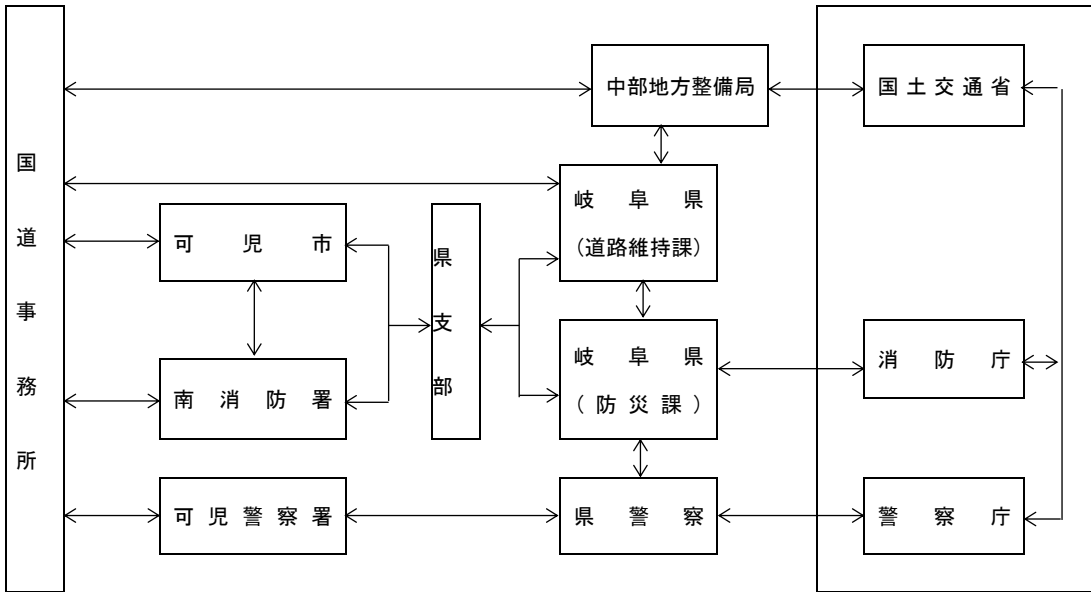 国道事務所
中部地方整備局
国土交通省
岐阜県
(道路維持課)
可児市
県支部
岐阜県
(防災課)
消防庁
南消防署
可児警察署
県警察
警察庁